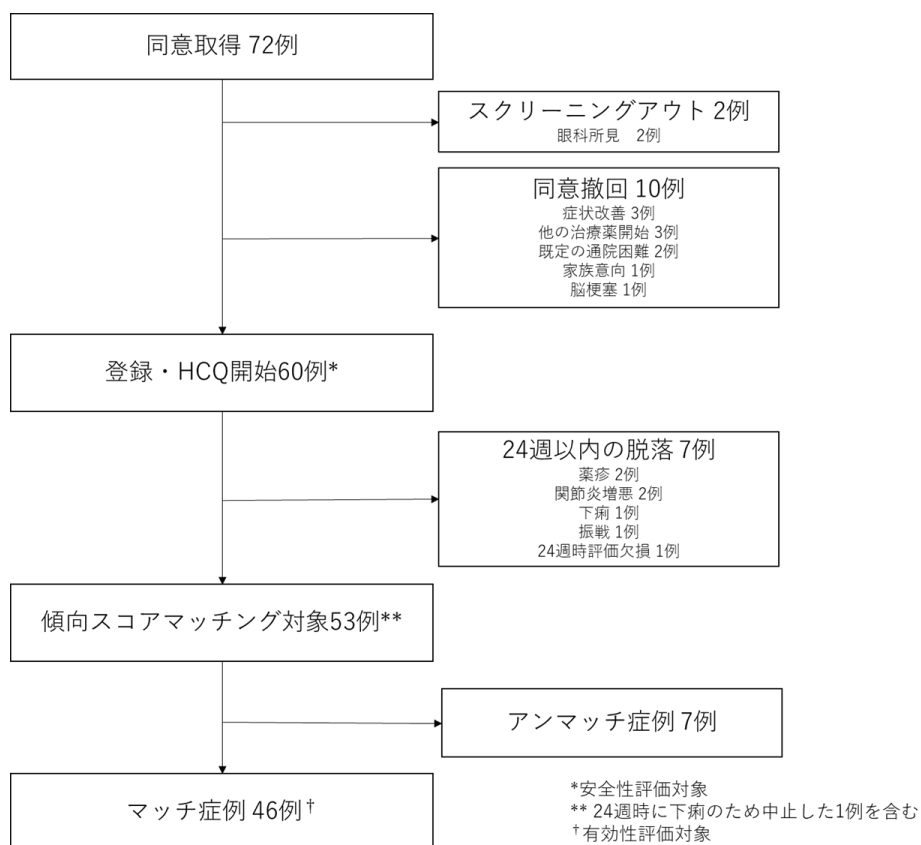 同意取得 72例
スクリーニングアウト 2例
眼科所見　2例
同意撤回 10例
症状改善 3例
他の治療薬開始 3例
既定の通院困難 2例
家族意向 1例
脳梗塞 1例
登録・HCQ開始60例*
24週以内の脱落 7例
薬疹 2例
関節炎増悪 2例
下痢 1例
振戦 1例
24週時評価欠損 1例
傾向スコアマッチング対象53例**
アンマッチ症例 7例
マッチ症例 46例†
*安全性評価対象
** 24週時に下痢のため中止した1例を含む
†有効性評価対象